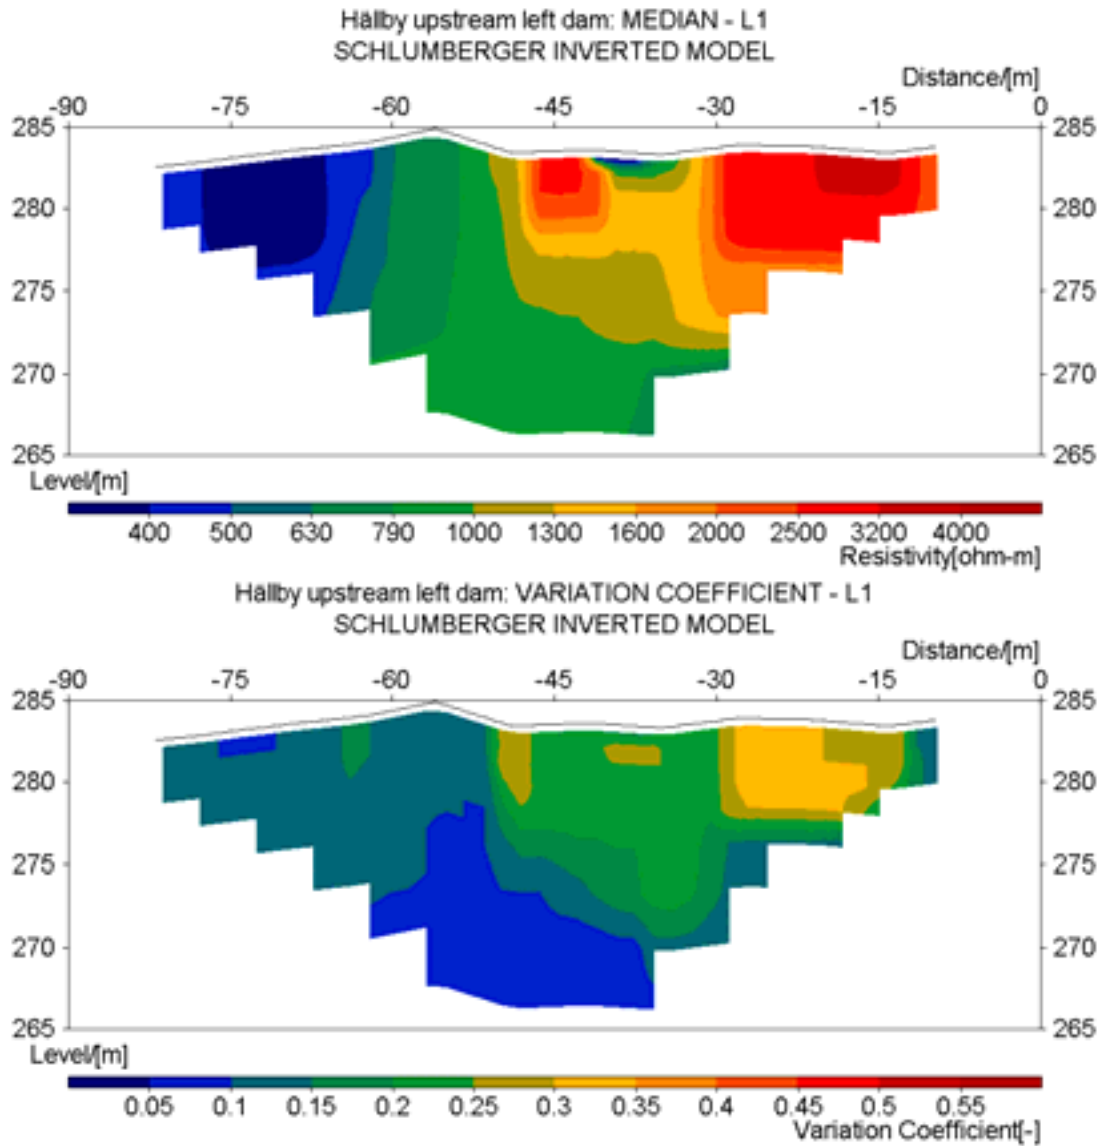 Hällby upstream left dam: MEDIAN - L1
SCHLUMBERGER INVERTED MODEL
Distance/[m]
-90 -75 -60 -45 -30 -15 0
285 285
280 280
275 275
270 270
265 265
Level/[m]
400 500 630 790 1000 1300 1600 2000 2500 3200 4000
Resistivity[ohm-m]
Hällby upstream left dam: VARIATION COEFFICIENT - L1
SCHLUMBERGER INVERTED MODEL
Distance/[m]
-90 -75 -60 -45 -30 -15 0
285 285
280 280
275 275
270 270
265 265
Level/[m]
0.05 0.1 0.15 0.2 0.25 0.3 0.35 0.4 0.45 0.5 0.55
Variation Coefficient[-]